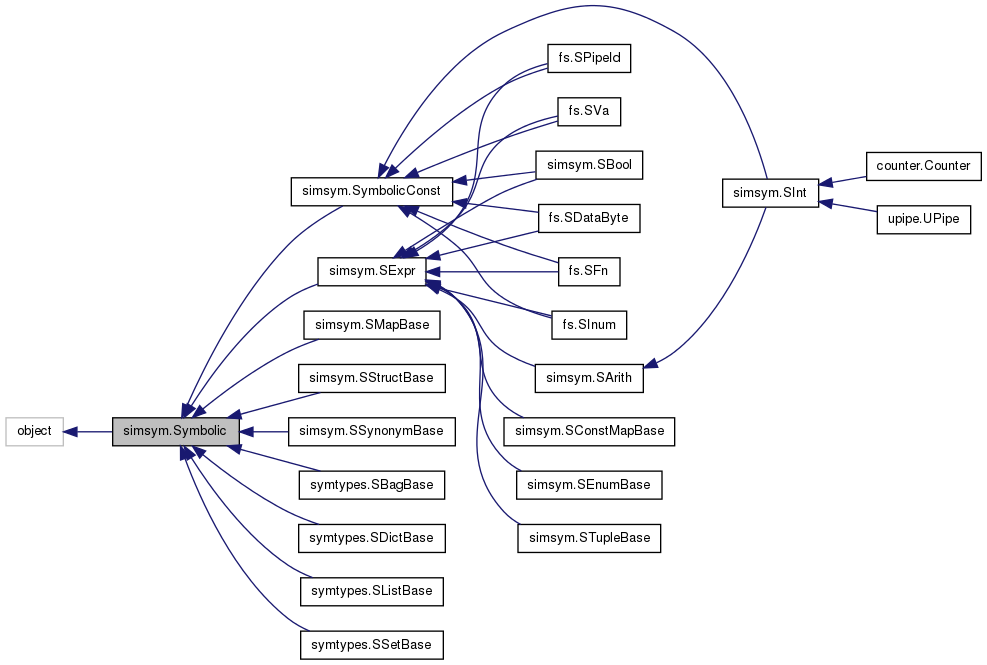 fs.SPipeId
fs.SVa
simsym.SBool
counter.Counter
simsym.SymbolicConst
simsym.SInt
fs.SDataByte
upipe.UPipe
simsym.SExpr
fs.SFn
simsym.SMapBase
fs.SInum
simsym.SStructBase
simsym.SArith
object
simsym.Symbolic
simsym.SSynonymBase
simsym.SConstMapBase
symtypes.SBagBase
simsym.SEnumBase
symtypes.SDictBase
simsym.STupleBase
symtypes.SListBase
symtypes.SSetBase